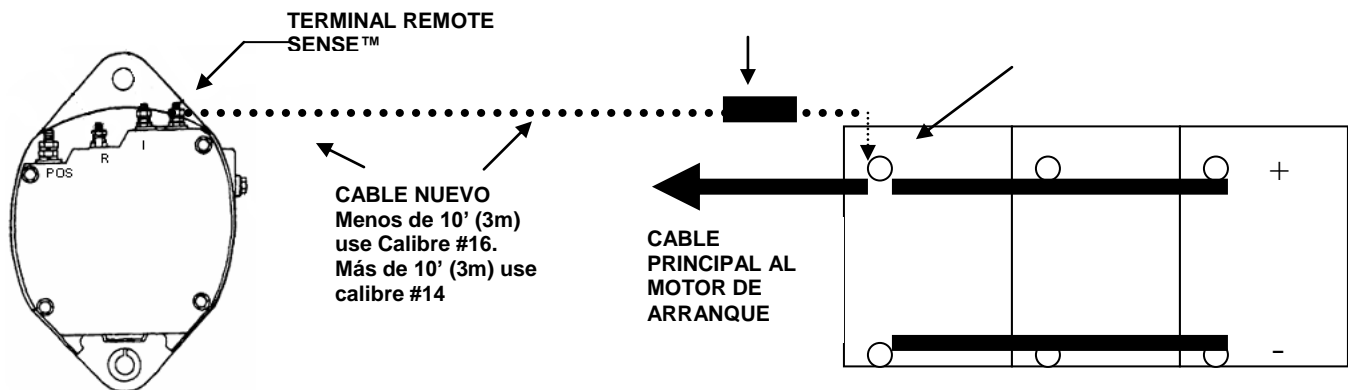 TERMINAL REMOTE
SENSE™
POS
R
I
CABLE NUEVO
Menos de 10’ (3m)
use Calibre #16.
Más de 10’ (3m) use
calibre #14
CABLE
PRINCIPAL AL
MOTOR DE
ARRANQUE
+
-